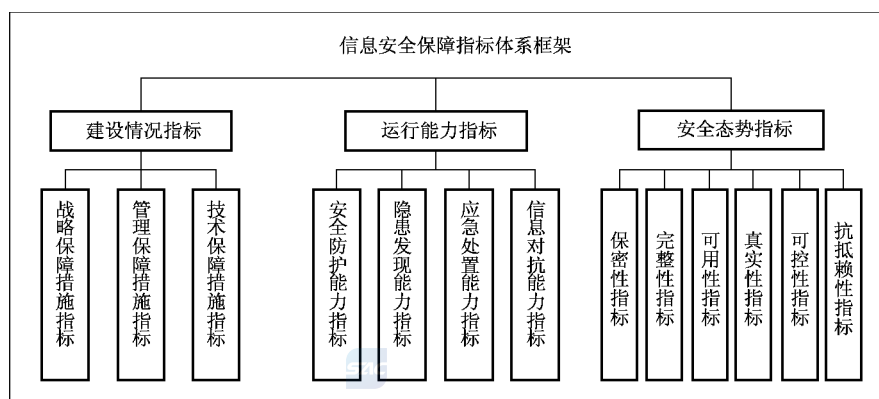 信息安全保障指标体系框架
建设情况指标
运行能力指标
安全态势指标
战略保障措施指标
管理保障措施指标
技术保障措施指标
安全防护能力指标
隐患发现能力指标
应急处置能力指标
信息对抗能力指标
保密性指标
完整性指标
可用性指标
真实性指标
可控性指标
抗抵赖性指标
SAC